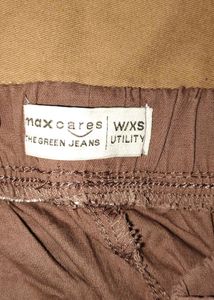 maxcares
THE GREEN JEANS
W/XS
UTILITY